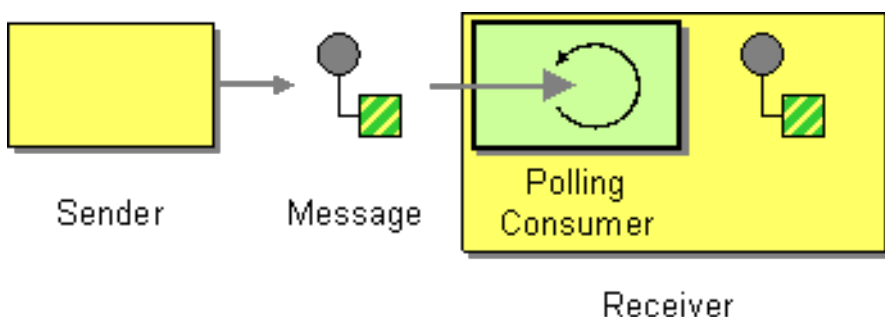 Sender
Message
Polling
Consumer
Receiver